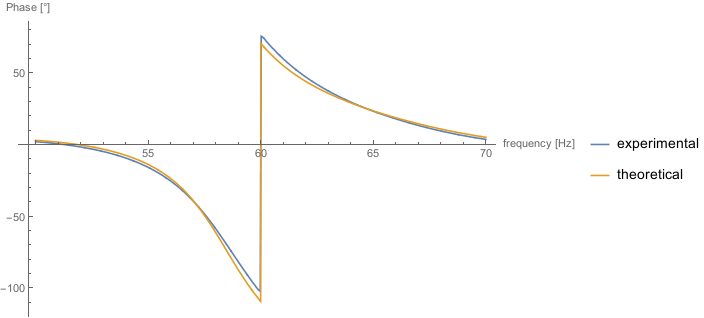 Phase [°]
50
55
60
65
70
frequency [Hz]
-50
-100
experimental
theoretical